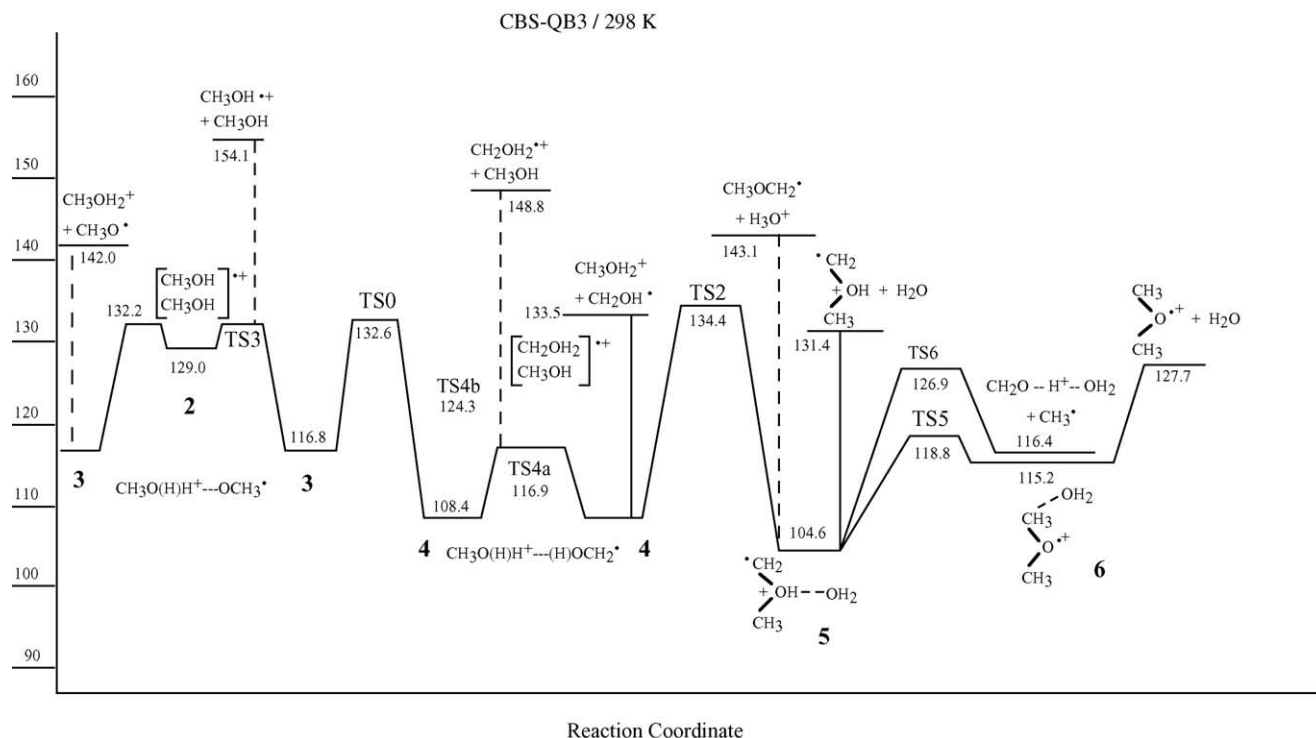 CBS-QB3 / 298 K
160
150
140
130
120
110
100
90
CH3OH2+
+ CH3O•
142.0
3
132.2
[CH3OH
CH3OH]•+
129.0
2
CH3OH•+
+ CH3OH
154.1
TS3
CH3O(H)H+---OCH3•
116.8
3
TS0
132.6
108.4
4
TS4b
124.3
CH2OH2•+
+ CH3OH
148.8
[CH2OH2
CH3OH]•+
TS4a
116.9
CH3O(H)H+---(H)OCH2•
CH3OH2+
+ CH2OH•
133.5
4
TS2
134.4
CH3OCH2•
+ H3O+
143.1
•CH2
+ OH + H2O
CH3
131.4
104.6
•CH2
+ OH--OH2
CH3
5
TS6
126.9
TS5
118.8
CH2O -- H+-- OH2
+ CH3•
116.4
115.2
OH2
CH3
O•+
CH3
6
CH3
O•+ + H2O
CH3
127.7
Reaction Coordinate